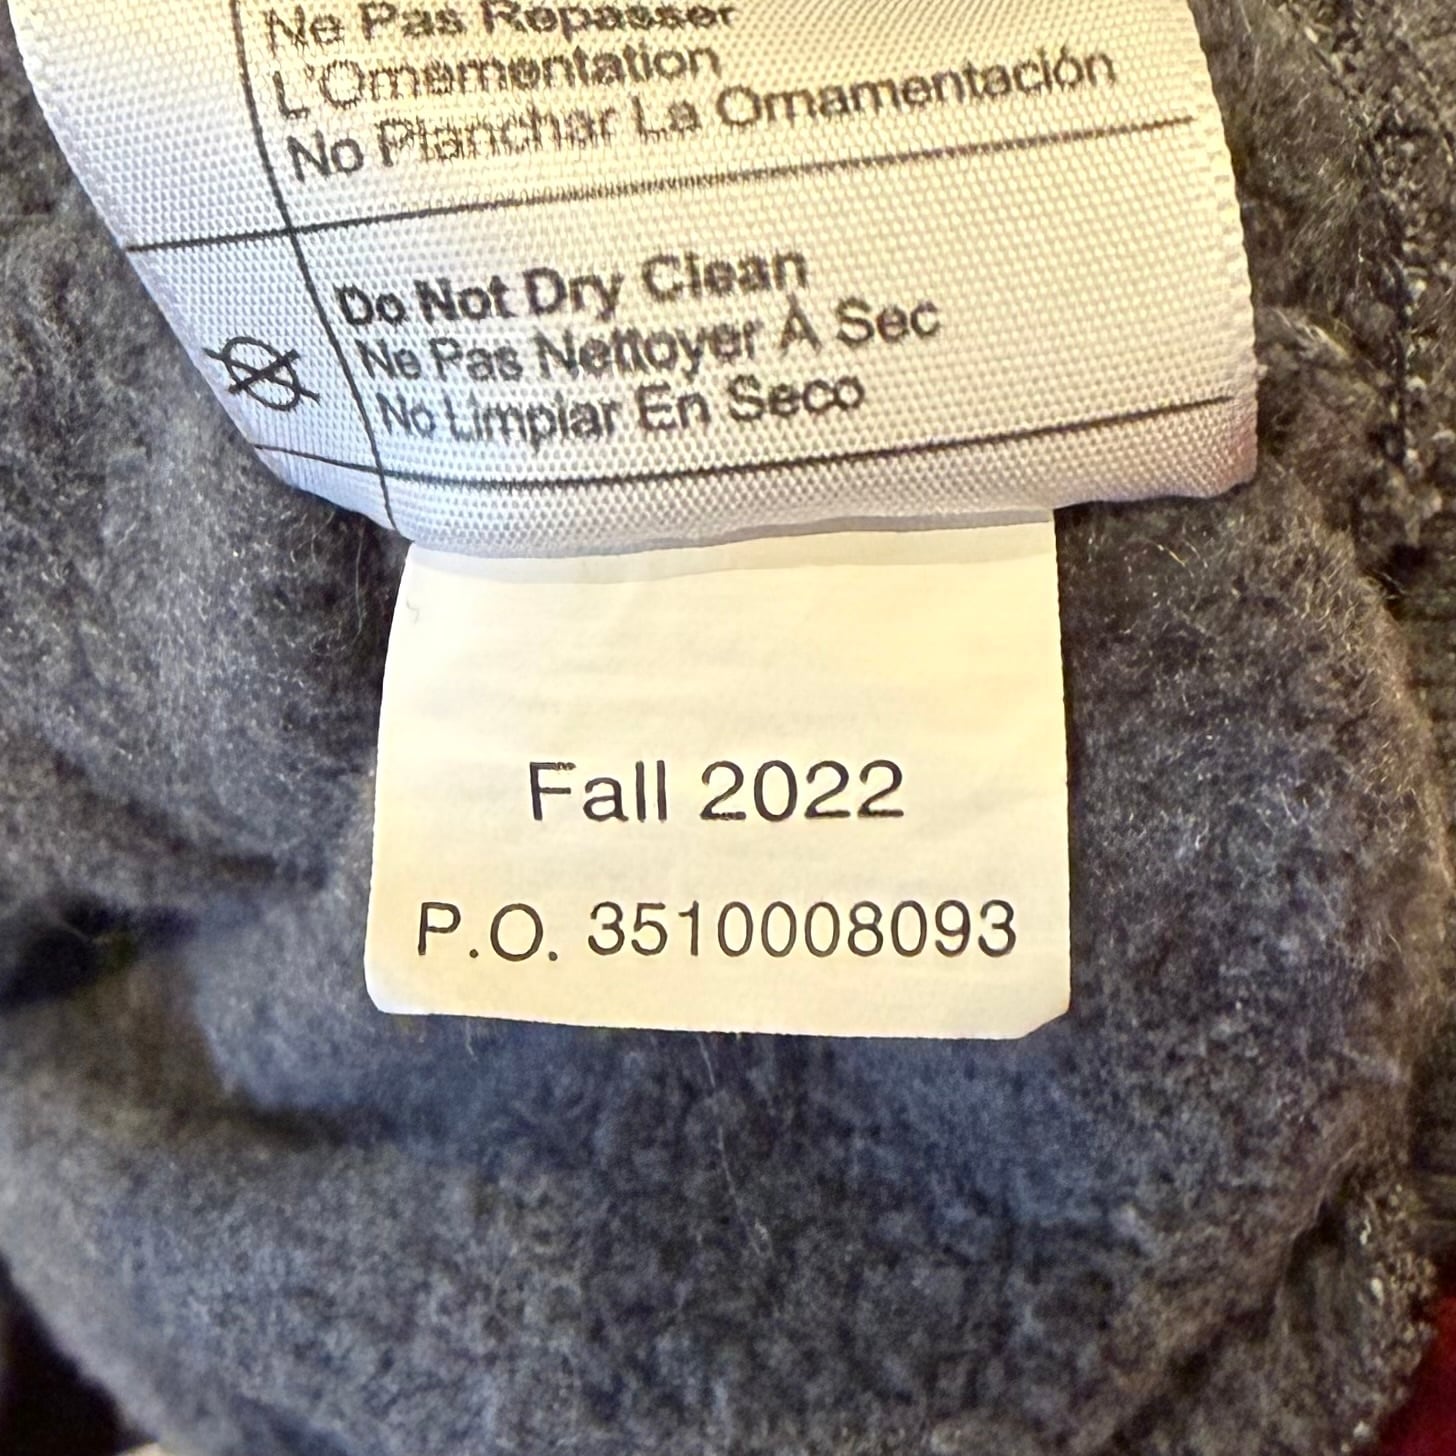 Ne Pas Repasser
L'Ornementation
No Planchar La Ornamentación
Do Not Dry Clean
Ne Pas Nettoyer À Sec
No Limpiar En Seco
Fall 2022
P.O. 3510008093